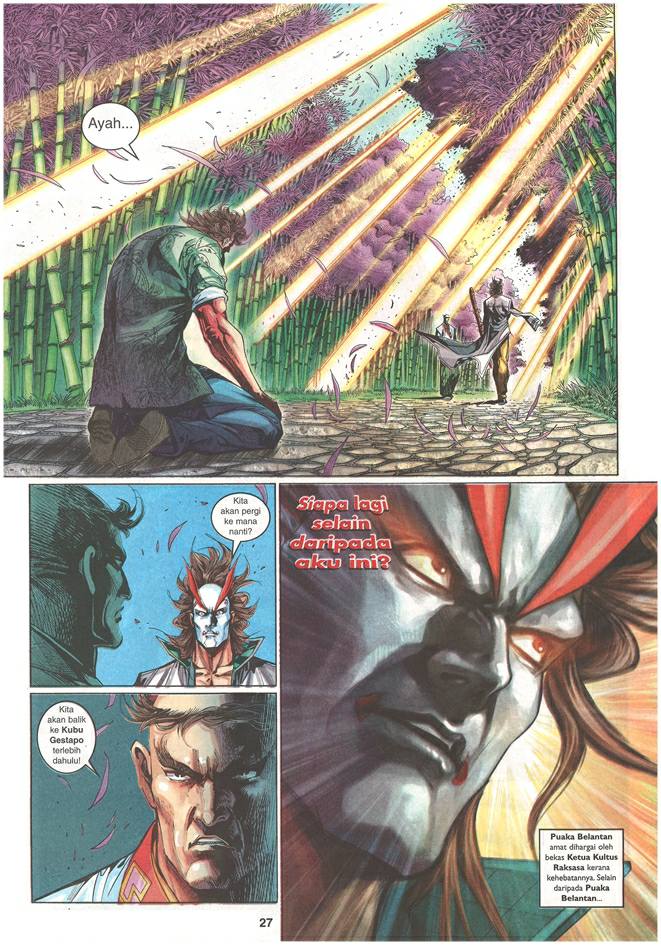 Ayah...
Kita
akan pergi
ke mana
nanti?
Kita
akan balik
ke Kubu
Gestapo
terlebih
dahulu!
Siapa lagi
selain
daripada
aku ini?
Puaka Belantan
amat dihargai oleh
bekas Ketua Kultus
Raksasa kerana
kehebatannya. Selain
daripada Puaka
Belantan...
27